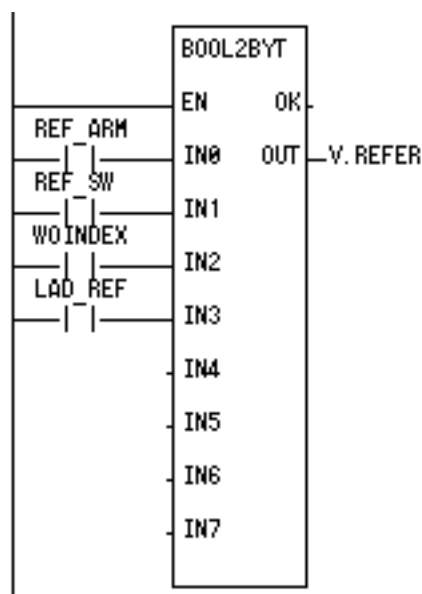 BOOL2BYT
EN OK
REF_ARM
IN0 OUT V.REFER
REF_SW
IN1
WOINDEX
IN2
LAD_REF
IN3
IN4
IN5
IN6
IN7